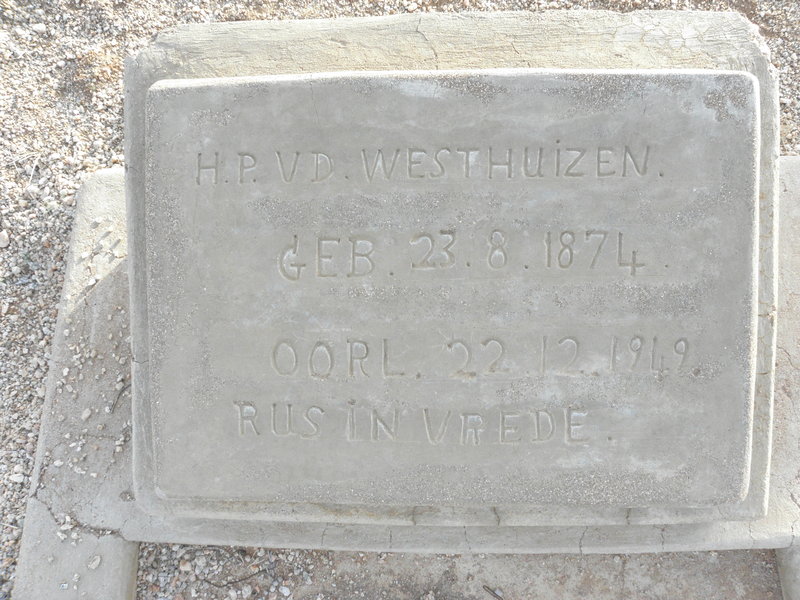 H.P. V.D. WESTHUiZEN.
GEB. 23.8.1874.
OORL. 22.12.1949
RUS IN VREDE.